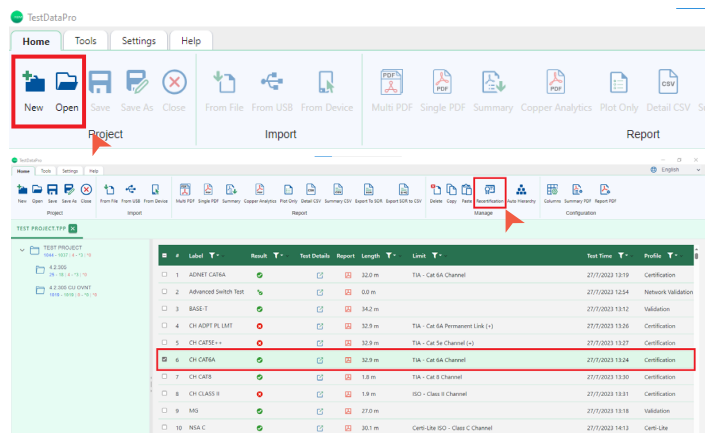 TestDataPro
Home Tools Settings Help
New Open Save Save As Close From File From USB From Device Multi PDF Single PDF Summary Copper Analytics Plot Only Detail CSV
Project Import Report
TestDataPro
Home Tools Settings Help English
New Open Save Save As Close From File From USB From Device Multi PDF Single PDF Summary Copper Analytics Plot Only Detail CSV Summary CSV Export To SOR Export SOR to CSV Delete Copy Paste Recertification Auto Hierarchy Columns Summary PDF Report PDF
Project Import Report Manage Configuration
TEST PROJECT.TPP
TEST PROJECT
4.2.300
4.2.300 CU OVNT
# Label Result Test Details Report Length Limit Test Time Profile
1 ADNET CAT6A 32.0 m TIA - Cat 6A Channel 27/7/2023 13:19 Certification
2 Advanced Switch Test 0.0 m 27/7/2023 12:54 Network Validation
3 BASE-T 34.2 m 27/7/2023 13:12 Validation
4 CH ADPT PL LMT 32.9 m TIA - Cat 6A Permanent Link (+) 27/7/2023 13:26 Certification
5 CH CAT5E++ 32.9 m TIA - Cat 5e Channel (+) 27/7/2023 13:27 Certification
6 CH CAT6A 32.9 m TIA - Cat 6A Channel 27/7/2023 13:24 Certification
7 CH CAT8 1.8 m TIA - Cat 8 Channel 27/7/2023 13:30 Certification
8 CH CLASS II 1.9 m ISO - Class II Channel 27/7/2023 13:31 Certification
9 MG 27.0 m 27/7/2023 13:18 Validation
10 NSA C 30.1 m Certi-Lite ISO - Class C Channel 27/7/2023 14:13 Certi-Lite